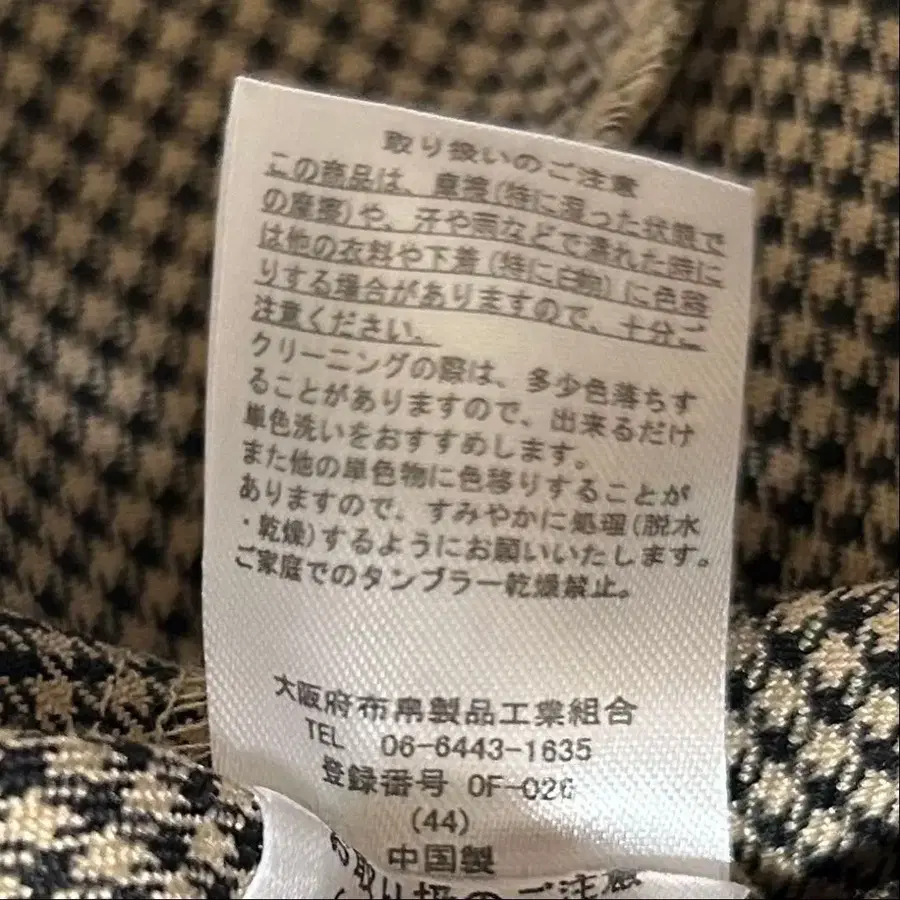 取り扱いのご注意
この商品は、摩擦(特に湿った状態で
の摩擦)や、汗や雨などで濡れた時に
は他の衣料や下着(特に白物)に色移
りする場合がありますので、十分ご
注意ください。
クリーニングの際は、多少色落ちす
ることがありますので、出来るだけ
単色洗いをおすすめします。
また他の単色物に色移りすることが
ありますので、すみやかに処理(脱水
・乾燥)するようにお願いいたします。
ご家庭でのタンブラー乾燥禁止。
大阪府布帛製品工業組合
TEL 06-6443-1635
登録番号 OF-026
(44)
中国製
お取り扱のご注意